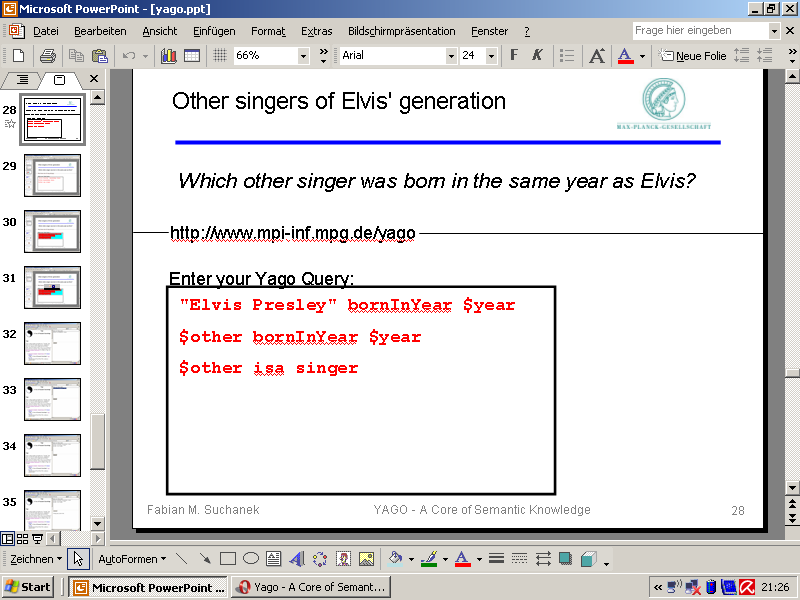 Microsoft PowerPoint - [yago.ppt]
Datei Bearbeiten Ansicht Einfügen Format Extras Bildschirmpräsentation Fenster ? Frage hier eingeben
66% Arial 24 F K Neue Folie
28
29
30
31
32
33
34
35
Other singers of Elvis' generation
MAX-PLANCK-GESELLSCHAFT
Which other singer was born in the same year as Elvis?
http://www.mpi-inf.mpg.de/yago
Enter your Yago Query:
"Elvis Presley" bornInYear $year
$other bornInYear $year
$other isa singer
Fabian M. Suchanek YAGO - A Core of Semantic Knowledge 28
Zeichnen AutoFormen
Start Microsoft PowerPoint ... Yago - A Core of Semant... 21:26